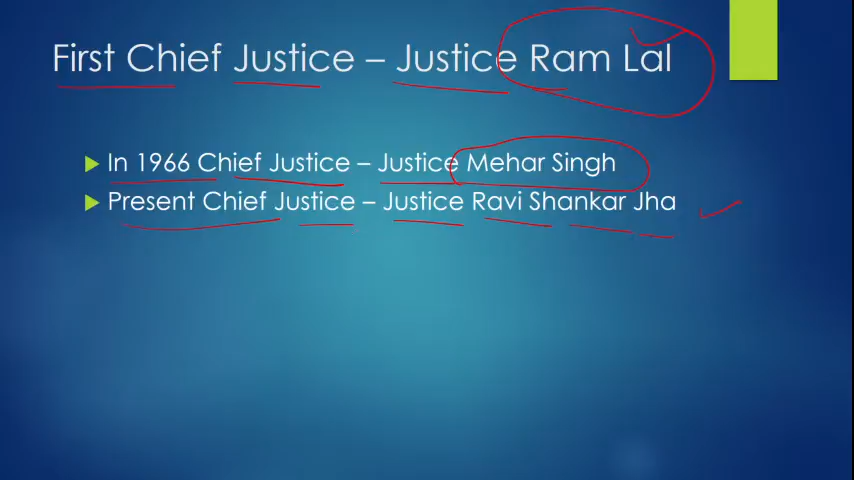 First Chief Justice – Justice Ram Lal
In 1966 Chief Justice – Justice Mehar Singh
Present Chief Justice – Justice Ravi Shankar Jha